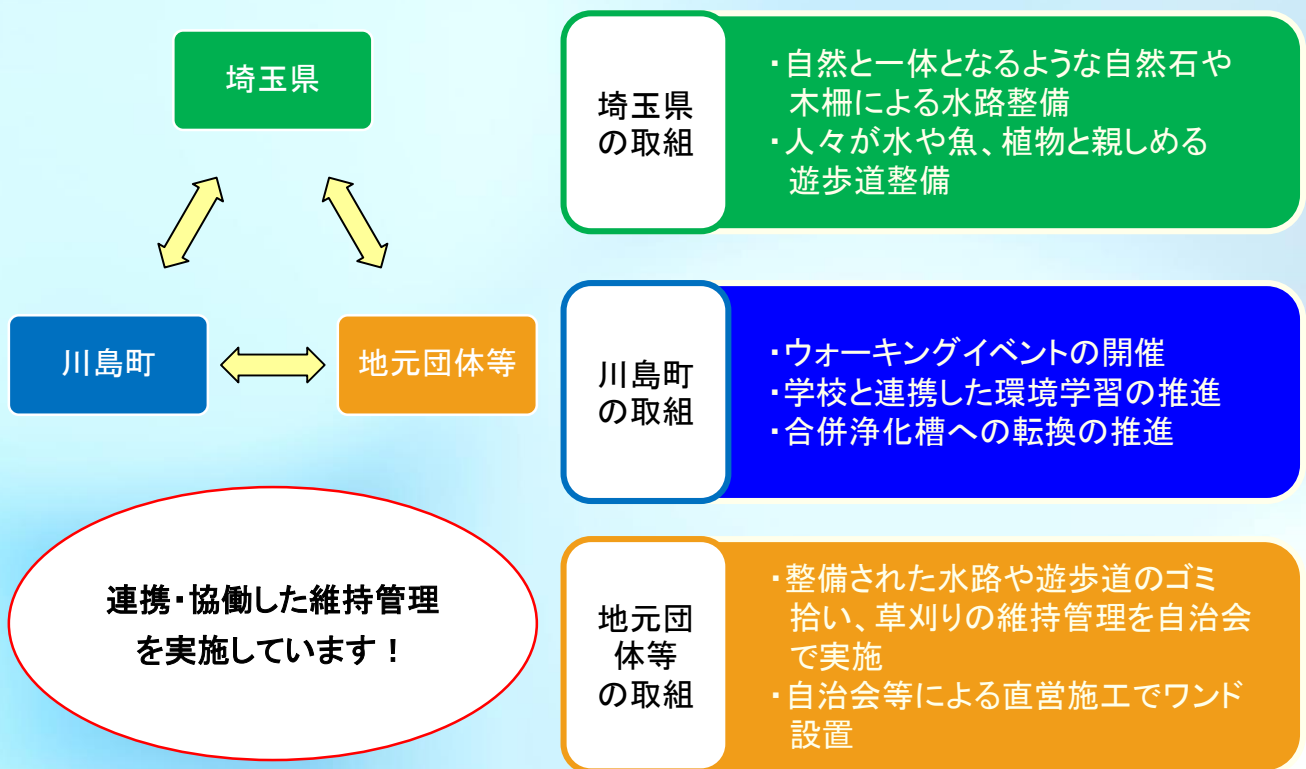 埼玉県
川島町
地元団体等
連携・協働した維持管理
を実施しています！
埼玉県
の取組
・自然と一体となるような自然石や
木柵による水路整備
・人々が水や魚、植物と親しめる
遊歩道整備
川島町
の取組
・ウォーキングイベントの開催
・学校と連携した環境学習の推進
・合併浄化槽への転換の推進
地元団
体等
の取組
・整備された水路や遊歩道のゴミ
拾い、草刈りの維持管理を自治会
で実施
・自治会等による直営施工でワンド
設置